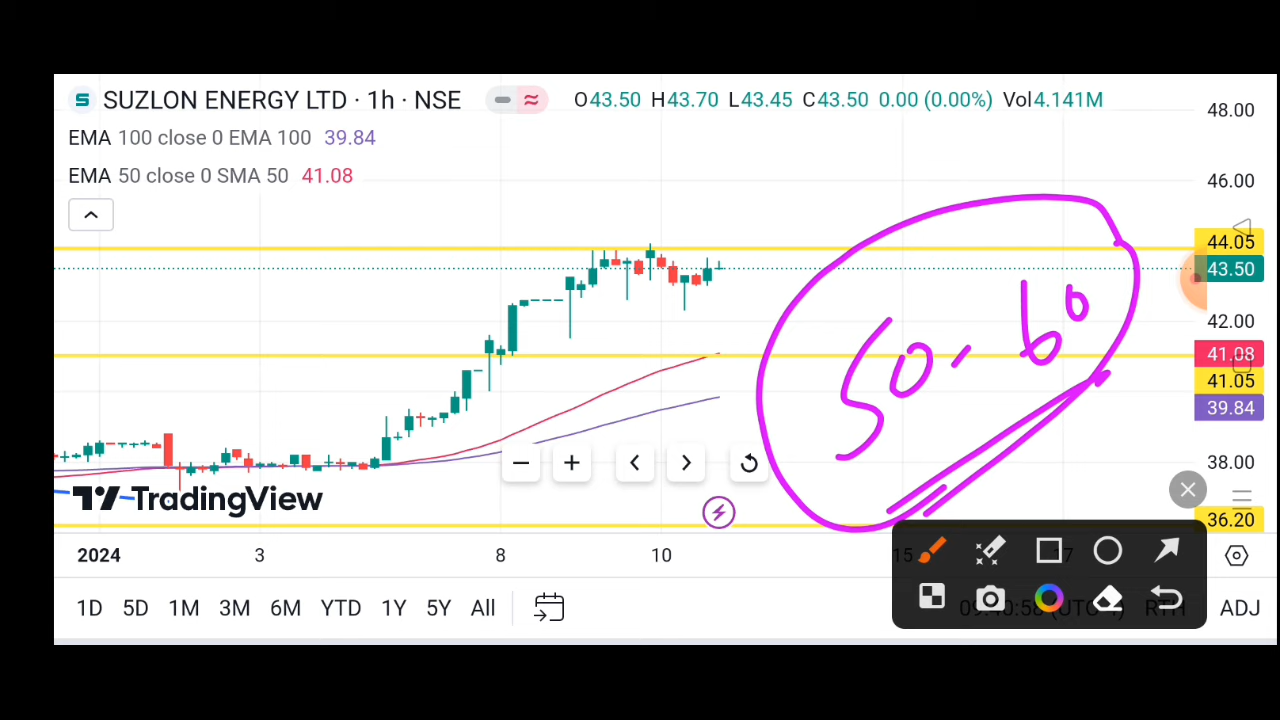 SUZLON ENERGY LTD · 1h · NSE O43.50 H43.70 L43.45 C43.50 0.00 (0.00%) Vol4.141M
EMA 100 close 0 EMA 100 39.84
EMA 50 close 0 SMA 50 41.08
48.00
46.00
44.05
43.50
42.00
41.08
41.05
39.84
38.00
36.20
50-60
TradingView
2024 3 8 10 15 17
1D 5D 1M 3M 6M YTD 1Y 5Y All RTH ADJ